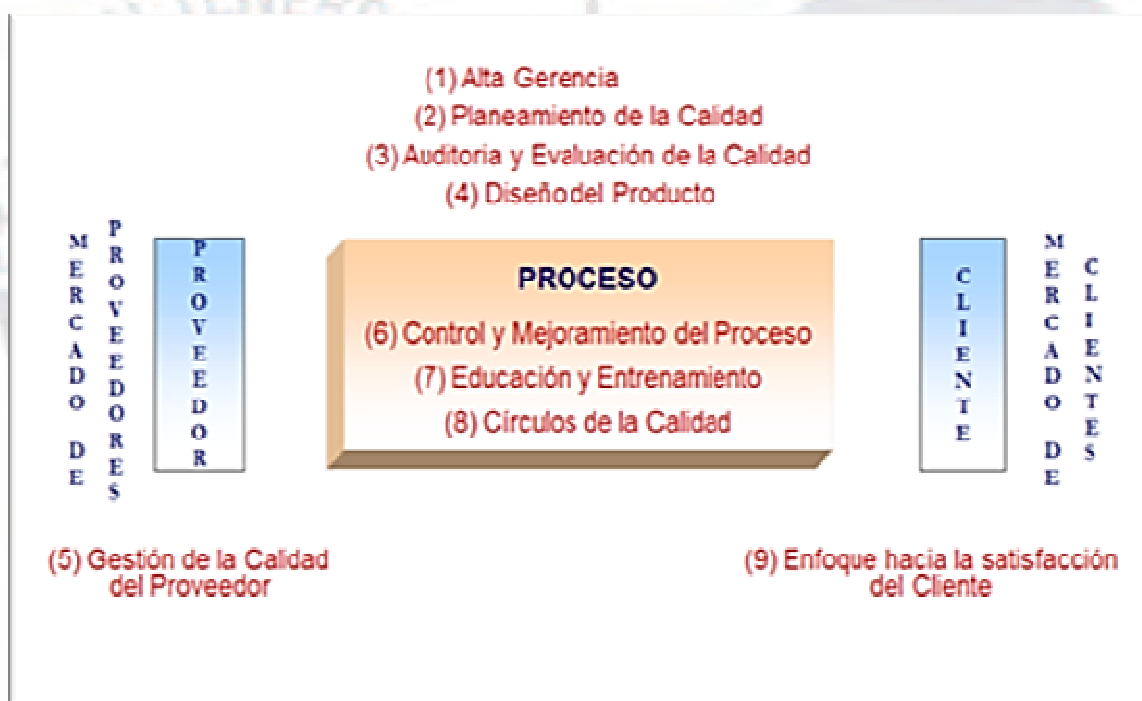 (1) Alta Gerencia
(2) Planeamiento de la Calidad
(3) Auditoria y Evaluación de la Calidad
(4) Diseñodel Producto
MERCADO DE
PROVEEDORES
PROVEEDOR
PROCESO
(6) Control y Mejoramiento del Proceso
(7) Educación y Entrenamiento
(8) Círculos de la Calidad
CLIENTE
MERCADO DE
CLIENTES
(5) Gestión de la Calidad
del Proveedor
(9) Enfoque hacia la satisfacción
del Cliente